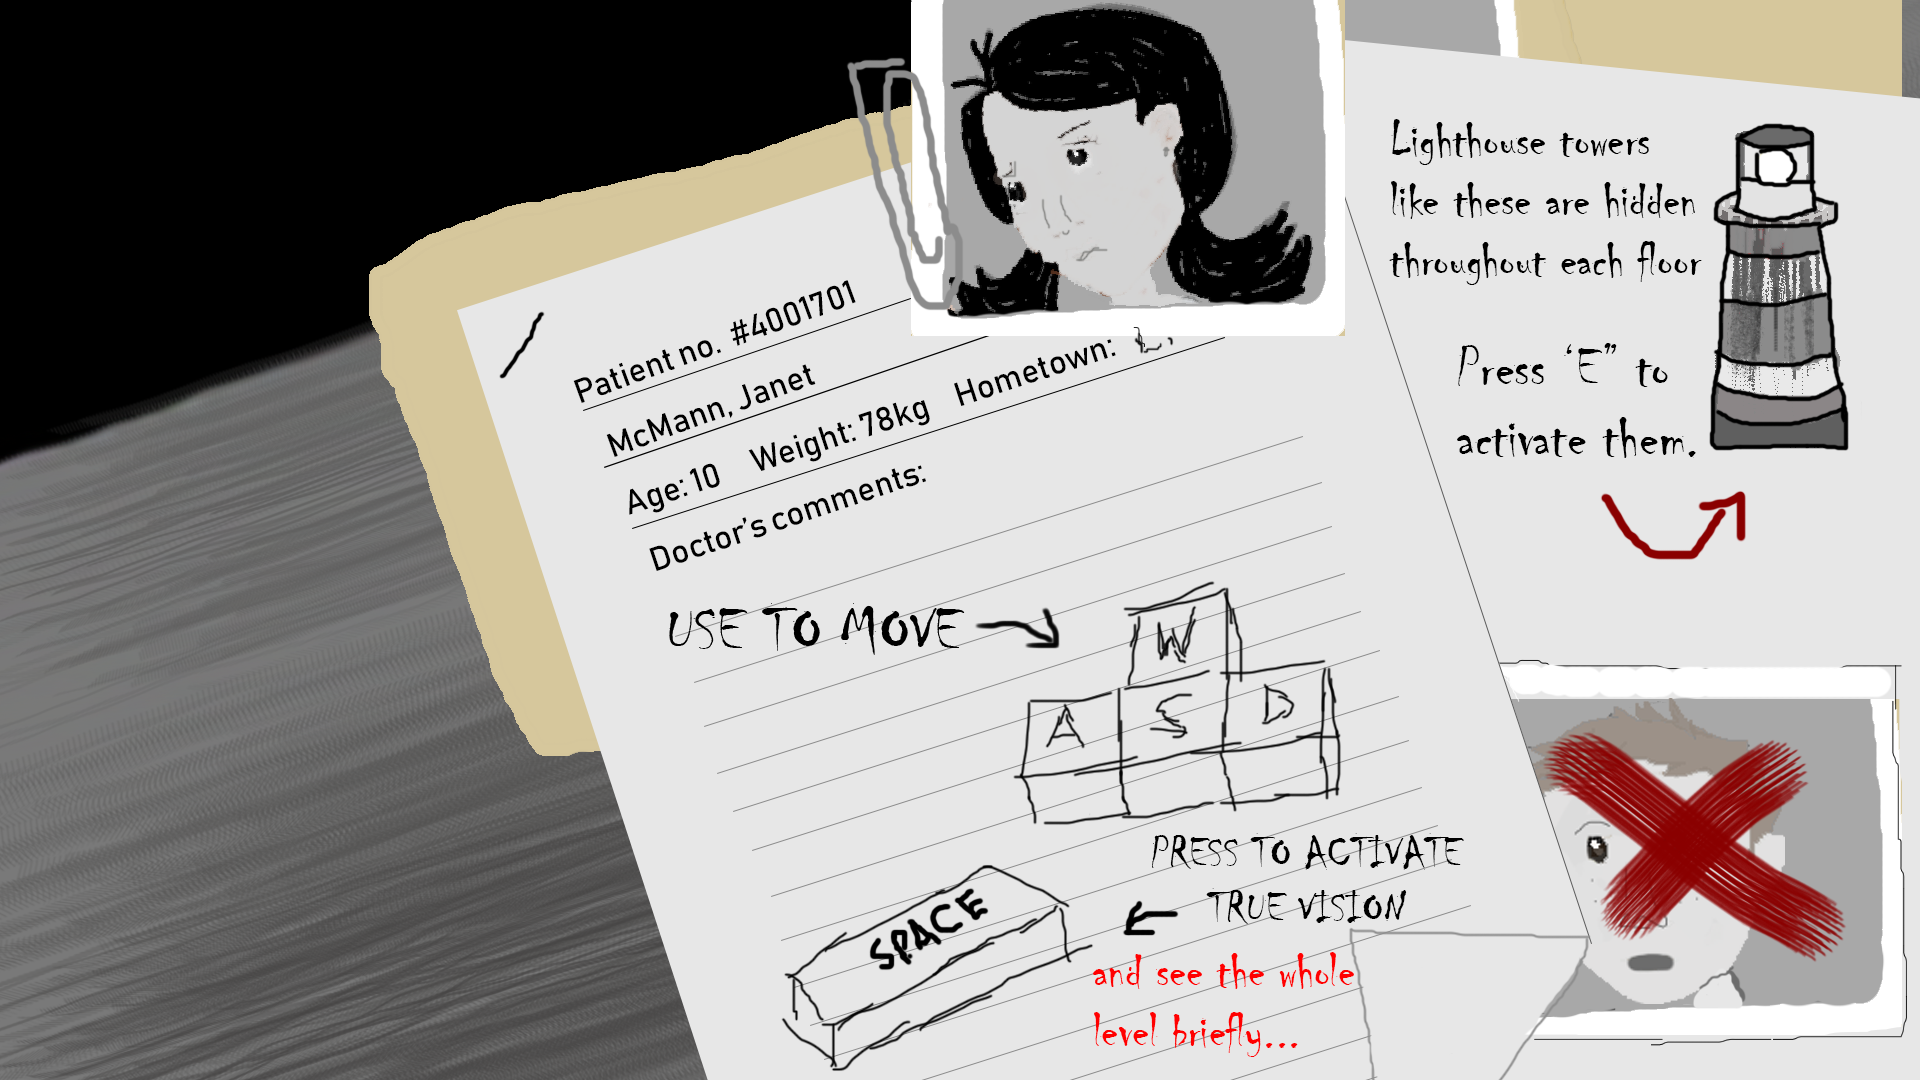 Patient no. #4001701
McMann, Janet
Age: 10 Weight: 78kg Hometown:
Doctor's comments:
USE TO MOVE
W
A S D
PRESS TO ACTIVATE
TRUE VISION
SPACE
and see the whole
level briefly...
Lighthouse towers
like these are hidden
throughout each floor
Press ‘E” to
activate them.